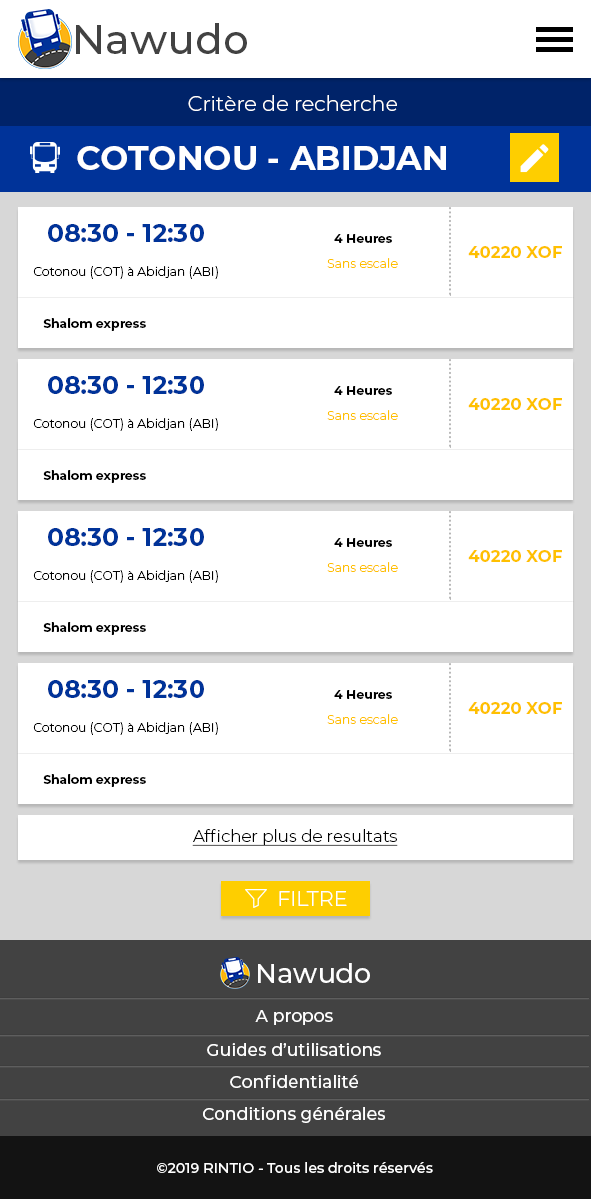 Nawudo
Critère de recherche
COTONOU - ABIDJAN
08:30 - 12:30
4 Heures
40220 XOF
Cotonou (COT) à Abidjan (ABI)
Sans escale
Shalom express
08:30 - 12:30
4 Heures
40220 XOF
Cotonou (COT) à Abidjan (ABI)
Sans escale
Shalom express
08:30 - 12:30
4 Heures
40220 XOF
Cotonou (COT) à Abidjan (ABI)
Sans escale
Shalom express
08:30 - 12:30
4 Heures
40220 XOF
Cotonou (COT) à Abidjan (ABI)
Sans escale
Shalom express
Afficher plus de resultats
FILTRE
Nawudo
A propos
Guides d’utilisations
Confidentialité
Conditions générales
©2019 RINTIO - Tous les droits réservés